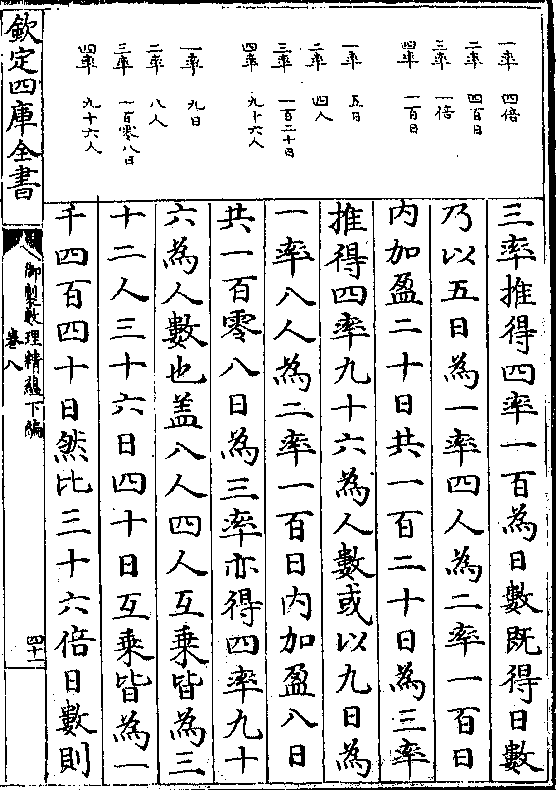 一率 四倍
二率 四百日
三率 一倍
四率 一百日
一率 五日
二率 四人
三率 一百二十日
四率 九十六人
一率 九日
二率 八人
三率 一百零八日
四率 九十六人
三率推得四率一百為日數既得日數
乃以五日為一率四人為二率一百日
内加盈二十日共一百二十日為三率
推得四率九十六為人數或以九日為
一率八人為二率一百日内加盈八日
共一百零八日為三率亦得四率九十
六為人數也盖八人四人互乗皆為三
十二人三十六日四十日互乗皆為一
千四百四十日然比三十六倍日數則
欽定四庫全書
御製數理精藴下編
卷八
四十一